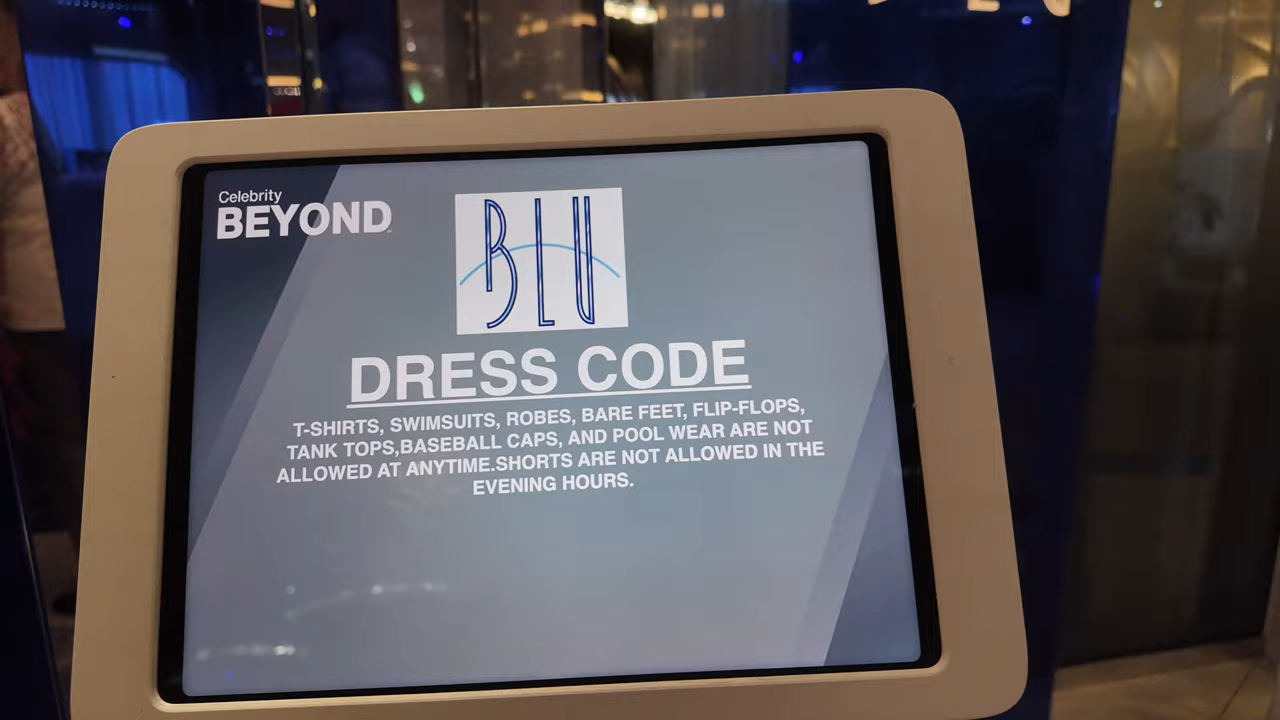 Celebrity
BEYOND
BLU
DRESS CODE
T-SHIRTS, SWIMSUITS, ROBES, BARE FEET, FLIP-FLOPS,
TANK TOPS,BASEBALL CAPS, AND POOL WEAR ARE NOT
ALLOWED AT ANYTIME.SHORTS ARE NOT ALLOWED IN THE
EVENING HOURS.